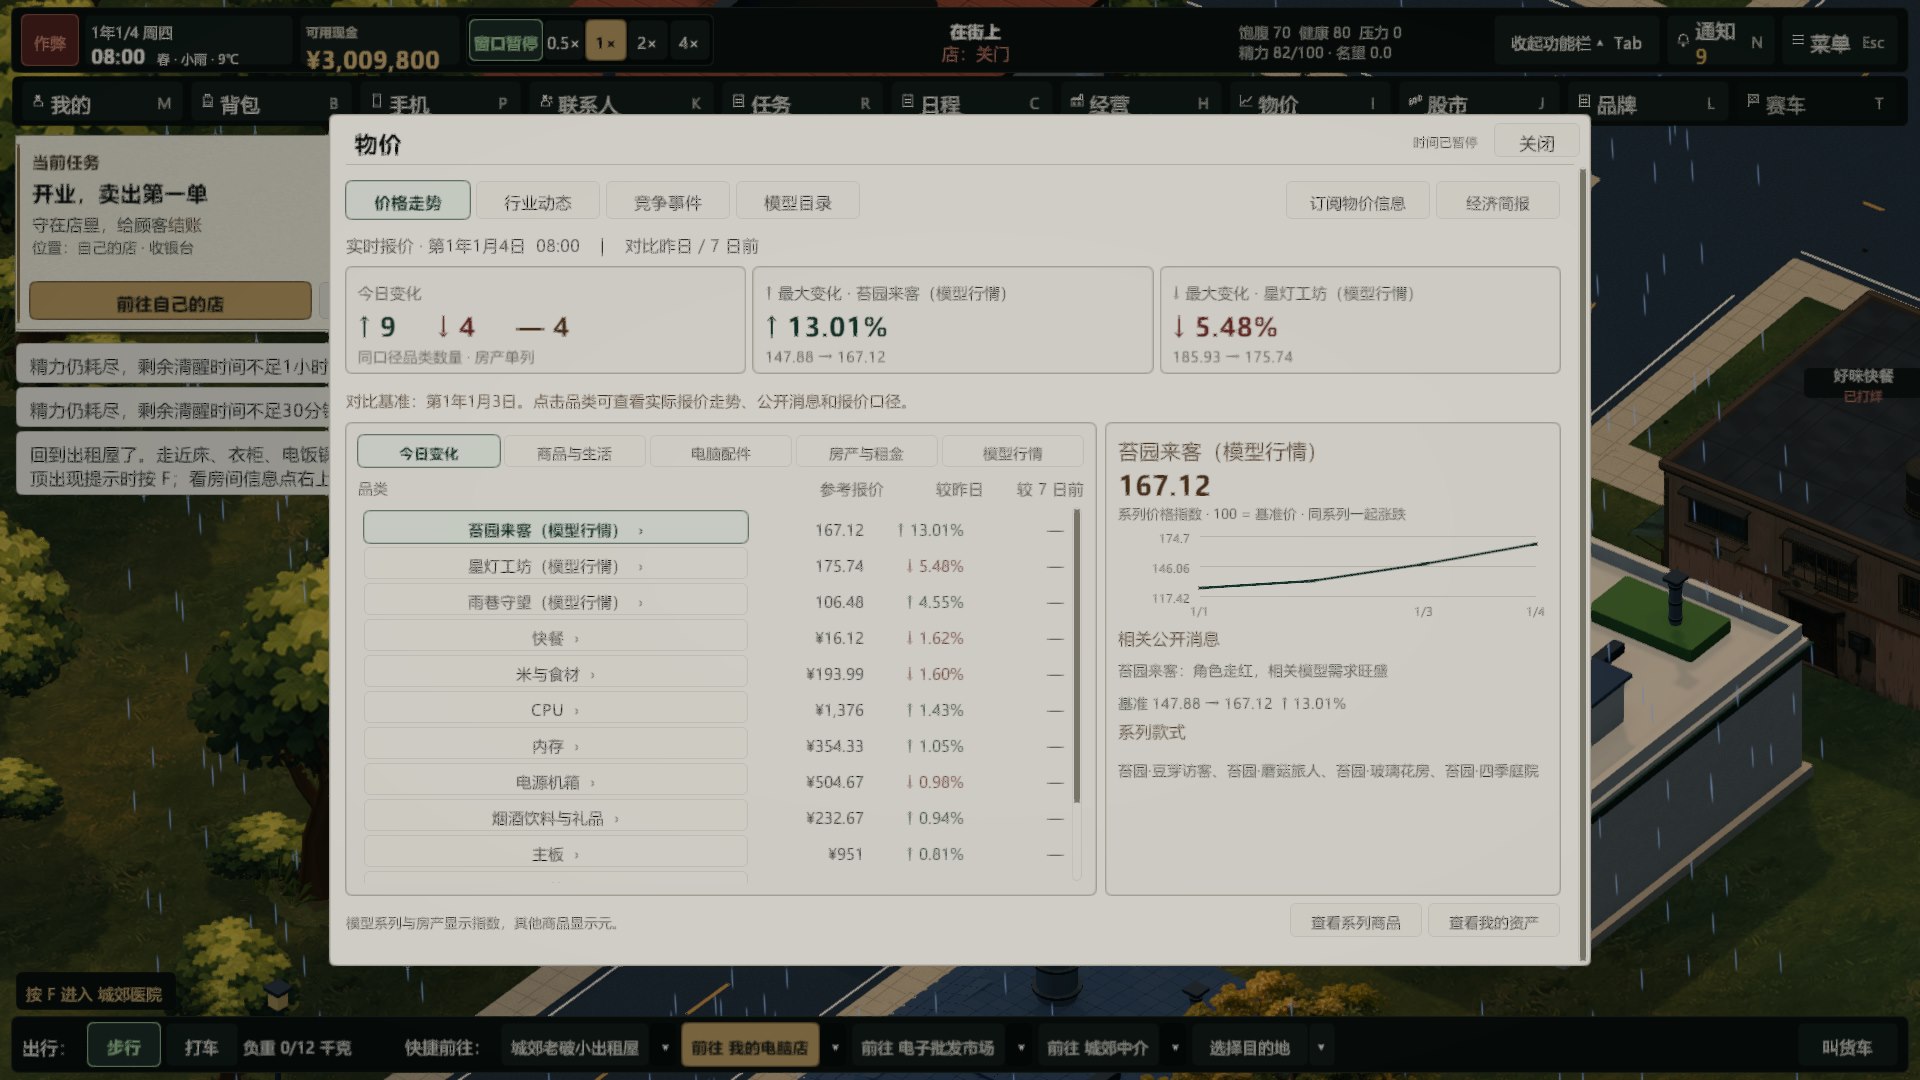 作弊
1年1/4 周四
08:00 春 · 小雨 · 9℃
可用现金
¥3,009,800
窗口暂停 0.5× 1× 2× 4×
在街上
店：关门
饱腹 70 健康 80 压力 0
精力 82/100 · 名望 0.0
收起功能栏 ▴ Tab
通知 N
9
菜单 Esc
我的 M
背包 B
手机 P
联系人 K
任务 R
日程 C
经营 H
物价 I
股市 J
品牌 L
赛车 T
当前任务
开业，卖出第一单
守在店里，给顾客结账
位置：自己的店 · 收银台
前往自己的店
精力仍耗尽，剩余清醒时间不足1小时
精力仍耗尽，剩余清醒时间不足30分
回到出租屋了。走近床、衣柜、电饭锅
顶出现提示时按 F；看房间信息点右上
物价
时间已暂停
关闭
价格走势
行业动态
竞争事件
模型目录
订阅物价信息
经济简报
实时报价 · 第1年1月4日 08:00 | 对比昨日 / 7 日前
今日变化
↑ 9 ↓ 4 — 4
同口径品类数量 · 房产单列
↑ 最大变化 · 苔园来客（模型行情）
↑ 13.01%
147.88 → 167.12
↓ 最大变化 · 星灯工坊（模型行情）
↓ 5.48%
185.93 → 175.74
对比基准：第1年1月3日。点击品类可查看实际报价走势、公开消息和报价口径。
今日变化
商品与生活
电脑配件
房产与租金
模型行情
品类 参考报价 较昨日 较 7 日前
苔园来客（模型行情） › 167.12 ↑ 13.01% —
星灯工坊（模型行情） › 175.74 ↓ 5.48% —
雨巷守望（模型行情） › 106.48 ↑ 4.55% —
快餐 › ¥16.12 ↓ 1.62% —
米与食材 › ¥193.99 ↓ 1.60% —
CPU › ¥1,376 ↑ 1.43% —
内存 › ¥354.33 ↑ 1.05% —
电源机箱 › ¥504.67 ↓ 0.98% —
烟酒饮料与礼品 › ¥232.67 ↑ 0.94% —
主板 › ¥951 ↑ 0.81% —
苔园来客（模型行情）
167.12
系列价格指数 · 100 = 基准价 · 同系列一起涨跌
174.7
146.06
117.42
1/1 1/3 1/4
相关公开消息
苔园来客：角色走红，相关模型需求旺盛
基准 147.88 → 167.12 ↑ 13.01%
系列款式
苔园·豆芽访客、苔园·蘑菇旅人、苔园·玻璃花房、苔园·四季庭院
模型系列与房产显示指数，其他商品显示元。
查看系列商品
查看我的资产
好味快餐
已打烊
按 F 进入 城郊医院
出行：
步行
打车
负重 0/12 千克
快捷前往：
城郊老破小出租屋 ▾
前往 我的电脑店 ▾
前往 电子批发市场 ▾
前往 城郊中介 ▾
选择目的地 ▾
叫货车